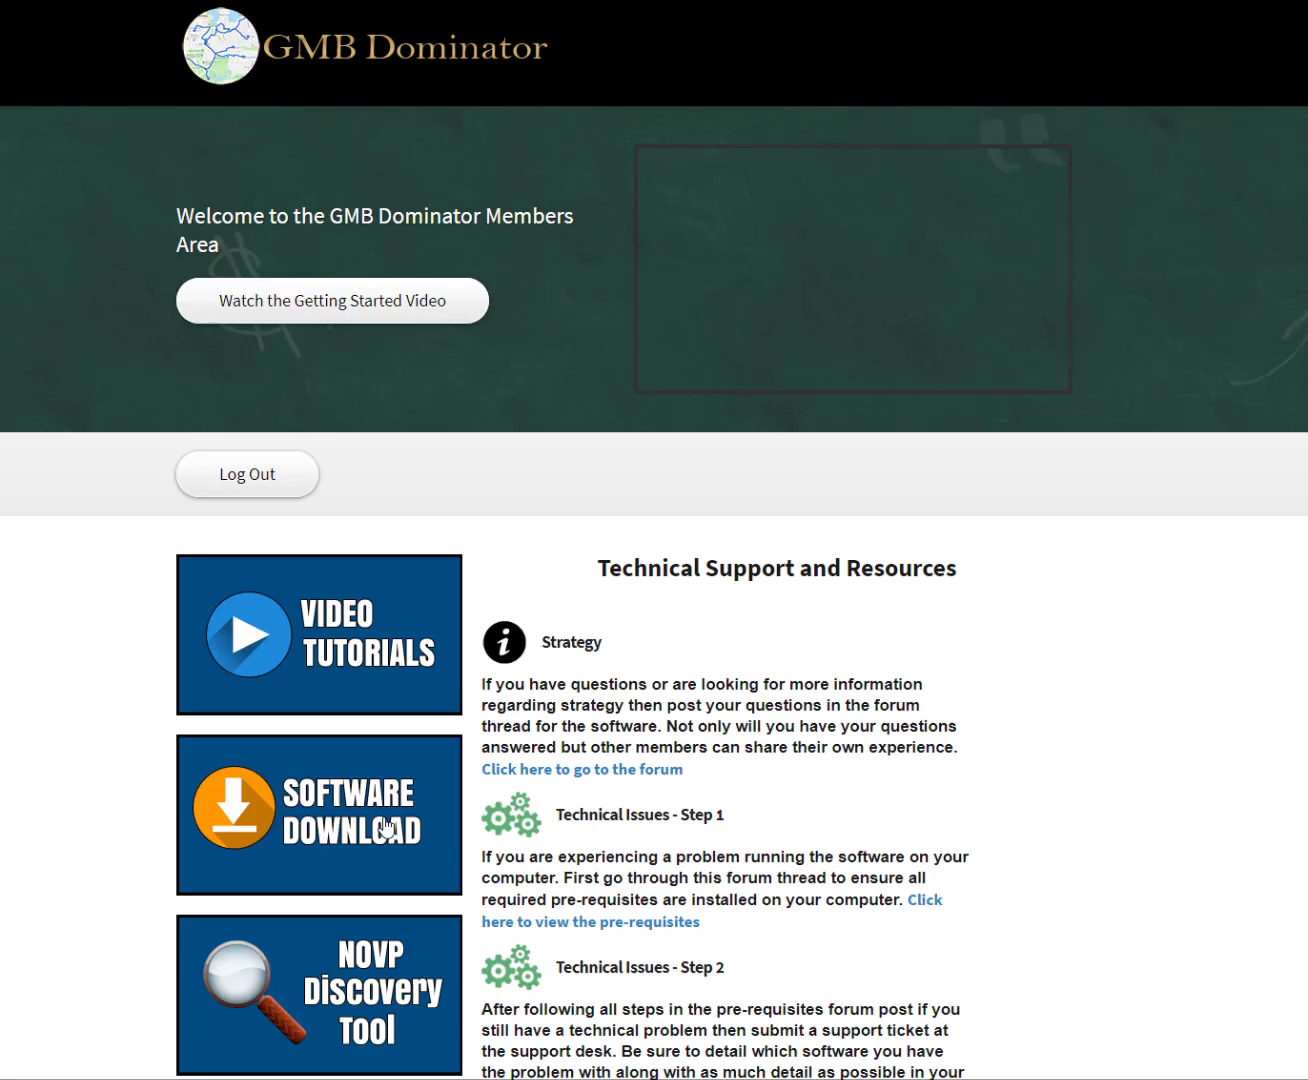 GMB Dominator
Welcome to the GMB Dominator Members
Area
Watch the Getting Started Video
Log Out
VIDEO
TUTORIALS
SOFTWARE
DOWNLOAD
NOVP
Discovery
Tool
Technical Support and Resources
Strategy
If you have questions or are looking for more information
regarding strategy then post your questions in the forum
thread for the software. Not only will you have your questions
answered but other members can share their own experience.
Click here to go to the forum
Technical Issues - Step 1
If you are experiencing a problem running the software on your
computer. First go through this forum thread to ensure all
required pre-requisites are installed on your computer. Click
here to view the pre-requisites
Technical Issues - Step 2
After following all steps in the pre-requisites forum post if you
still have a technical problem then submit a support ticket at
the support desk. Be sure to detail which software you have
the problem with along with as much detail as possible in your